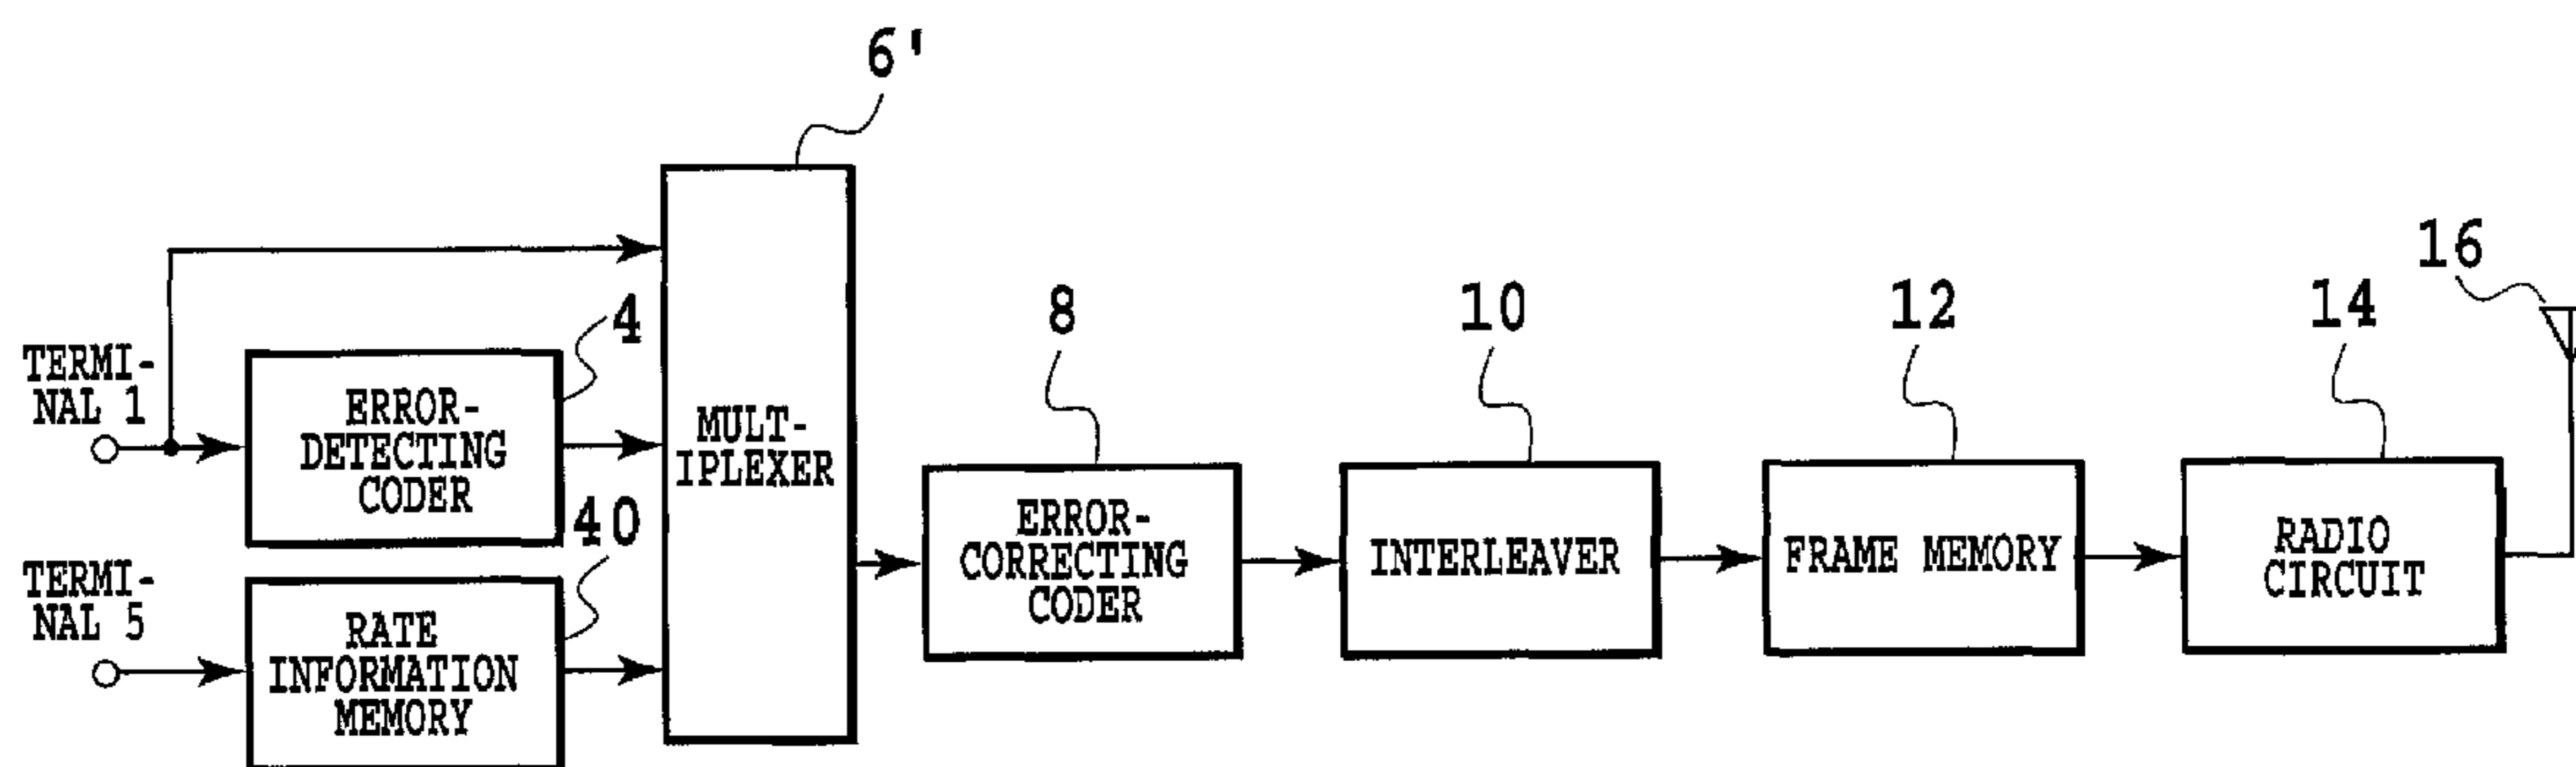 6'
16
4
8
10
12
14
TERMI-
NAL 1
ERROR-
DETECTING
CODER
MULT-
IPLEXER
40
TERMI-
NAL 5
RATE
INFORMATION
MEMORY
ERROR-
CORRECTING
CODER
INTERLEAVER
FRAME MEMORY
RADIO
CIRCUIT